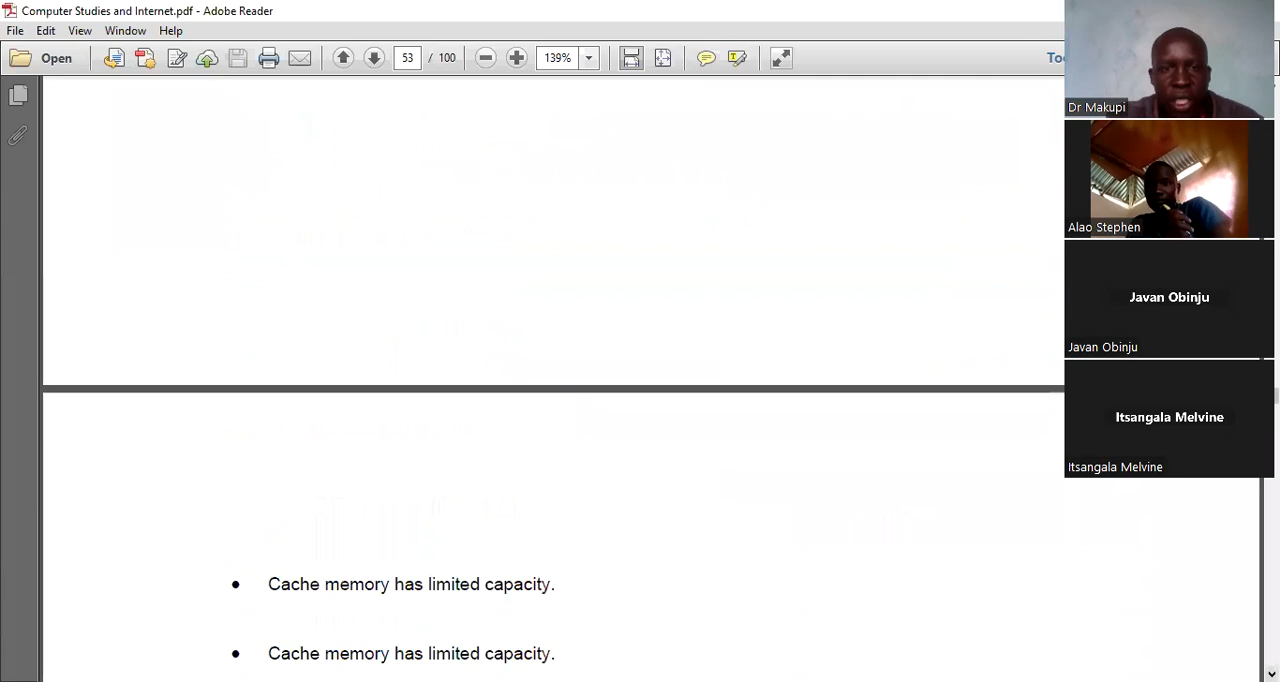 Computer Studies and Internet.pdf - Adobe Reader
File Edit View Window Help
Open 53 / 100 139%
Dr Makupi
Alao Stephen
Javan Obinju
Javan Obinju
Itsangala Melvine
Itsangala Melvine
• Cache memory has limited capacity.
• Cache memory has limited capacity.